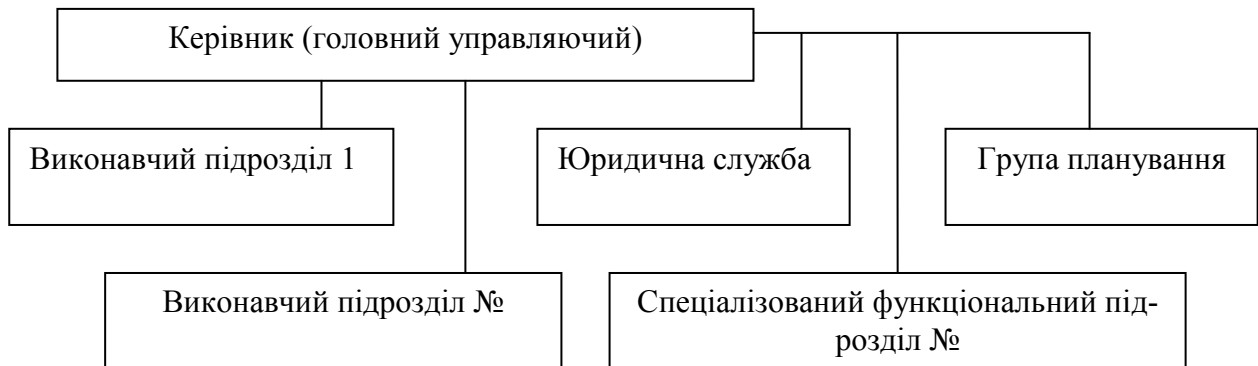 Керівник (головний управляючий)
Виконавчий підрозділ 1
Юридична служба
Група планування
Виконавчий підрозділ №
Спеціалізований функціональний під-
розділ №